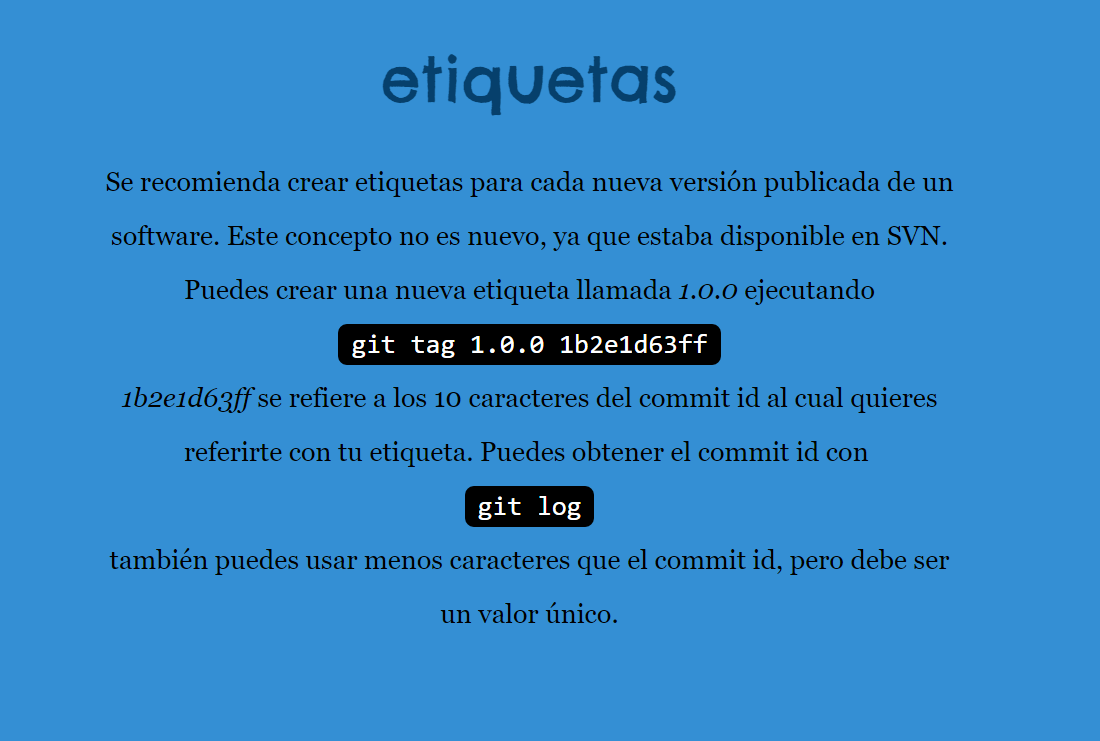 etiquetas
Se recomienda crear etiquetas para cada nueva versión publicada de un
software. Este concepto no es nuevo, ya que estaba disponible en SVN.
Puedes crear una nueva etiqueta llamada 1.0.0 ejecutando
git tag 1.0.0 1b2e1d63ff
1b2e1d63ff se refiere a los 10 caracteres del commit id al cual quieres
referirte con tu etiqueta. Puedes obtener el commit id con
git log
también puedes usar menos caracteres que el commit id, pero debe ser
un valor único.